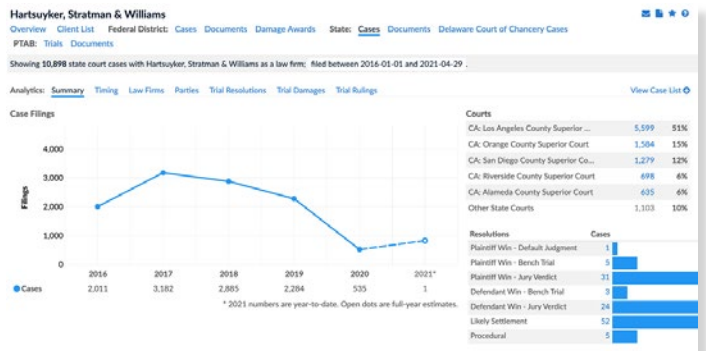 Hartsuyker, Stratman & Williams
Overview Client List Federal District: Cases Documents Damage Awards State: Cases Documents Delaware Court of Chancery Cases
PTAB: Trials Documents
Showing 10,898 state court cases with Hartsuyker, Stratman & Williams as a law firm; filed between 2016-01-01 and 2021-04-29 .
Analytics: Summary Timing Law Firms Parties Trial Resolutions Trial Damages Trial Rulings View Case List
Case Filings
Filings
4,000
3,000
2,000
1,000
0
2016 2017 2018 2019 2020 2021*
Cases 2,011 3,182 2,885 2,284 535 1
* 2021 numbers are year-to-date. Open dots are full-year estimates.
Courts
CA: Los Angeles County Superior ... 5,599 51%
CA: Orange County Superior Court 1,584 15%
CA: San Diego County Superior Co... 1,279 12%
CA: Riverside County Superior Court 698 6%
CA: Alameda County Superior Court 635 6%
Other State Courts 1,103 10%
Resolutions Cases
Plaintiff Win - Default Judgment 1
Plaintiff Win - Bench Trial 5
Plaintiff Win - Jury Verdict 31
Defendant Win - Bench Trial 3
Defendant Win - Jury Verdict 24
Likely Settlement 52
Procedural 5